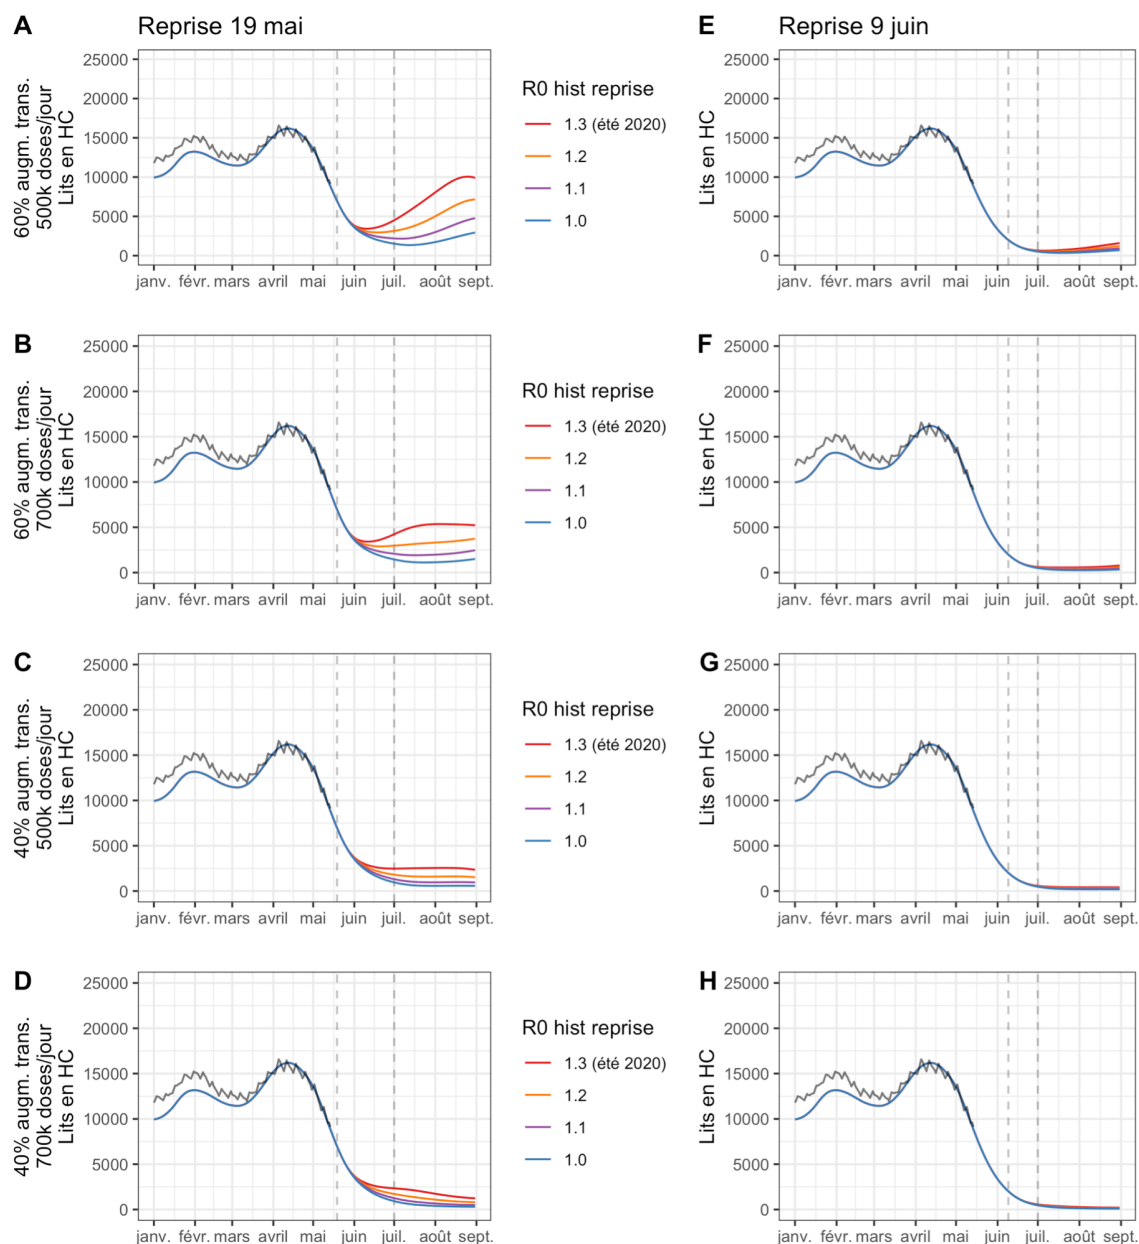 A
Reprise 19 mai
60% augm. trans.
500k doses/jour
Lits en HC
25000
20000
15000
10000
5000
0
janv.
févr.
mars
avril
mai
juin
juil.
août
sept.
R0 hist reprise
1.3 (été 2020)
1.2
1.1
1.0
E
Reprise 9 juin
Lits en HC
25000
20000
15000
10000
5000
0
janv.
févr.
mars
avril
mai
juin
juil.
août
sept.
B
60% augm. trans.
700k doses/jour
Lits en HC
25000
20000
15000
10000
5000
0
janv.
févr.
mars
avril
mai
juin
juil.
août
sept.
R0 hist reprise
1.3 (été 2020)
1.2
1.1
1.0
F
Lits en HC
25000
20000
15000
10000
5000
0
janv.
févr.
mars
avril
mai
juin
juil.
août
sept.
C
40% augm. trans.
500k doses/jour
Lits en HC
25000
20000
15000
10000
5000
0
janv.
févr.
mars
avril
mai
juin
juil.
août
sept.
R0 hist reprise
1.3 (été 2020)
1.2
1.1
1.0
G
Lits en HC
25000
20000
15000
10000
5000
0
janv.
févr.
mars
avril
mai
juin
juil.
août
sept.
D
40% augm. trans.
700k doses/jour
Lits en HC
25000
20000
15000
10000
5000
0
janv.
févr.
mars
avril
mai
juin
juil.
août
sept.
R0 hist reprise
1.3 (été 2020)
1.2
1.1
1.0
H
Lits en HC
25000
20000
15000
10000
5000
0
janv.
févr.
mars
avril
mai
juin
juil.
août
sept.